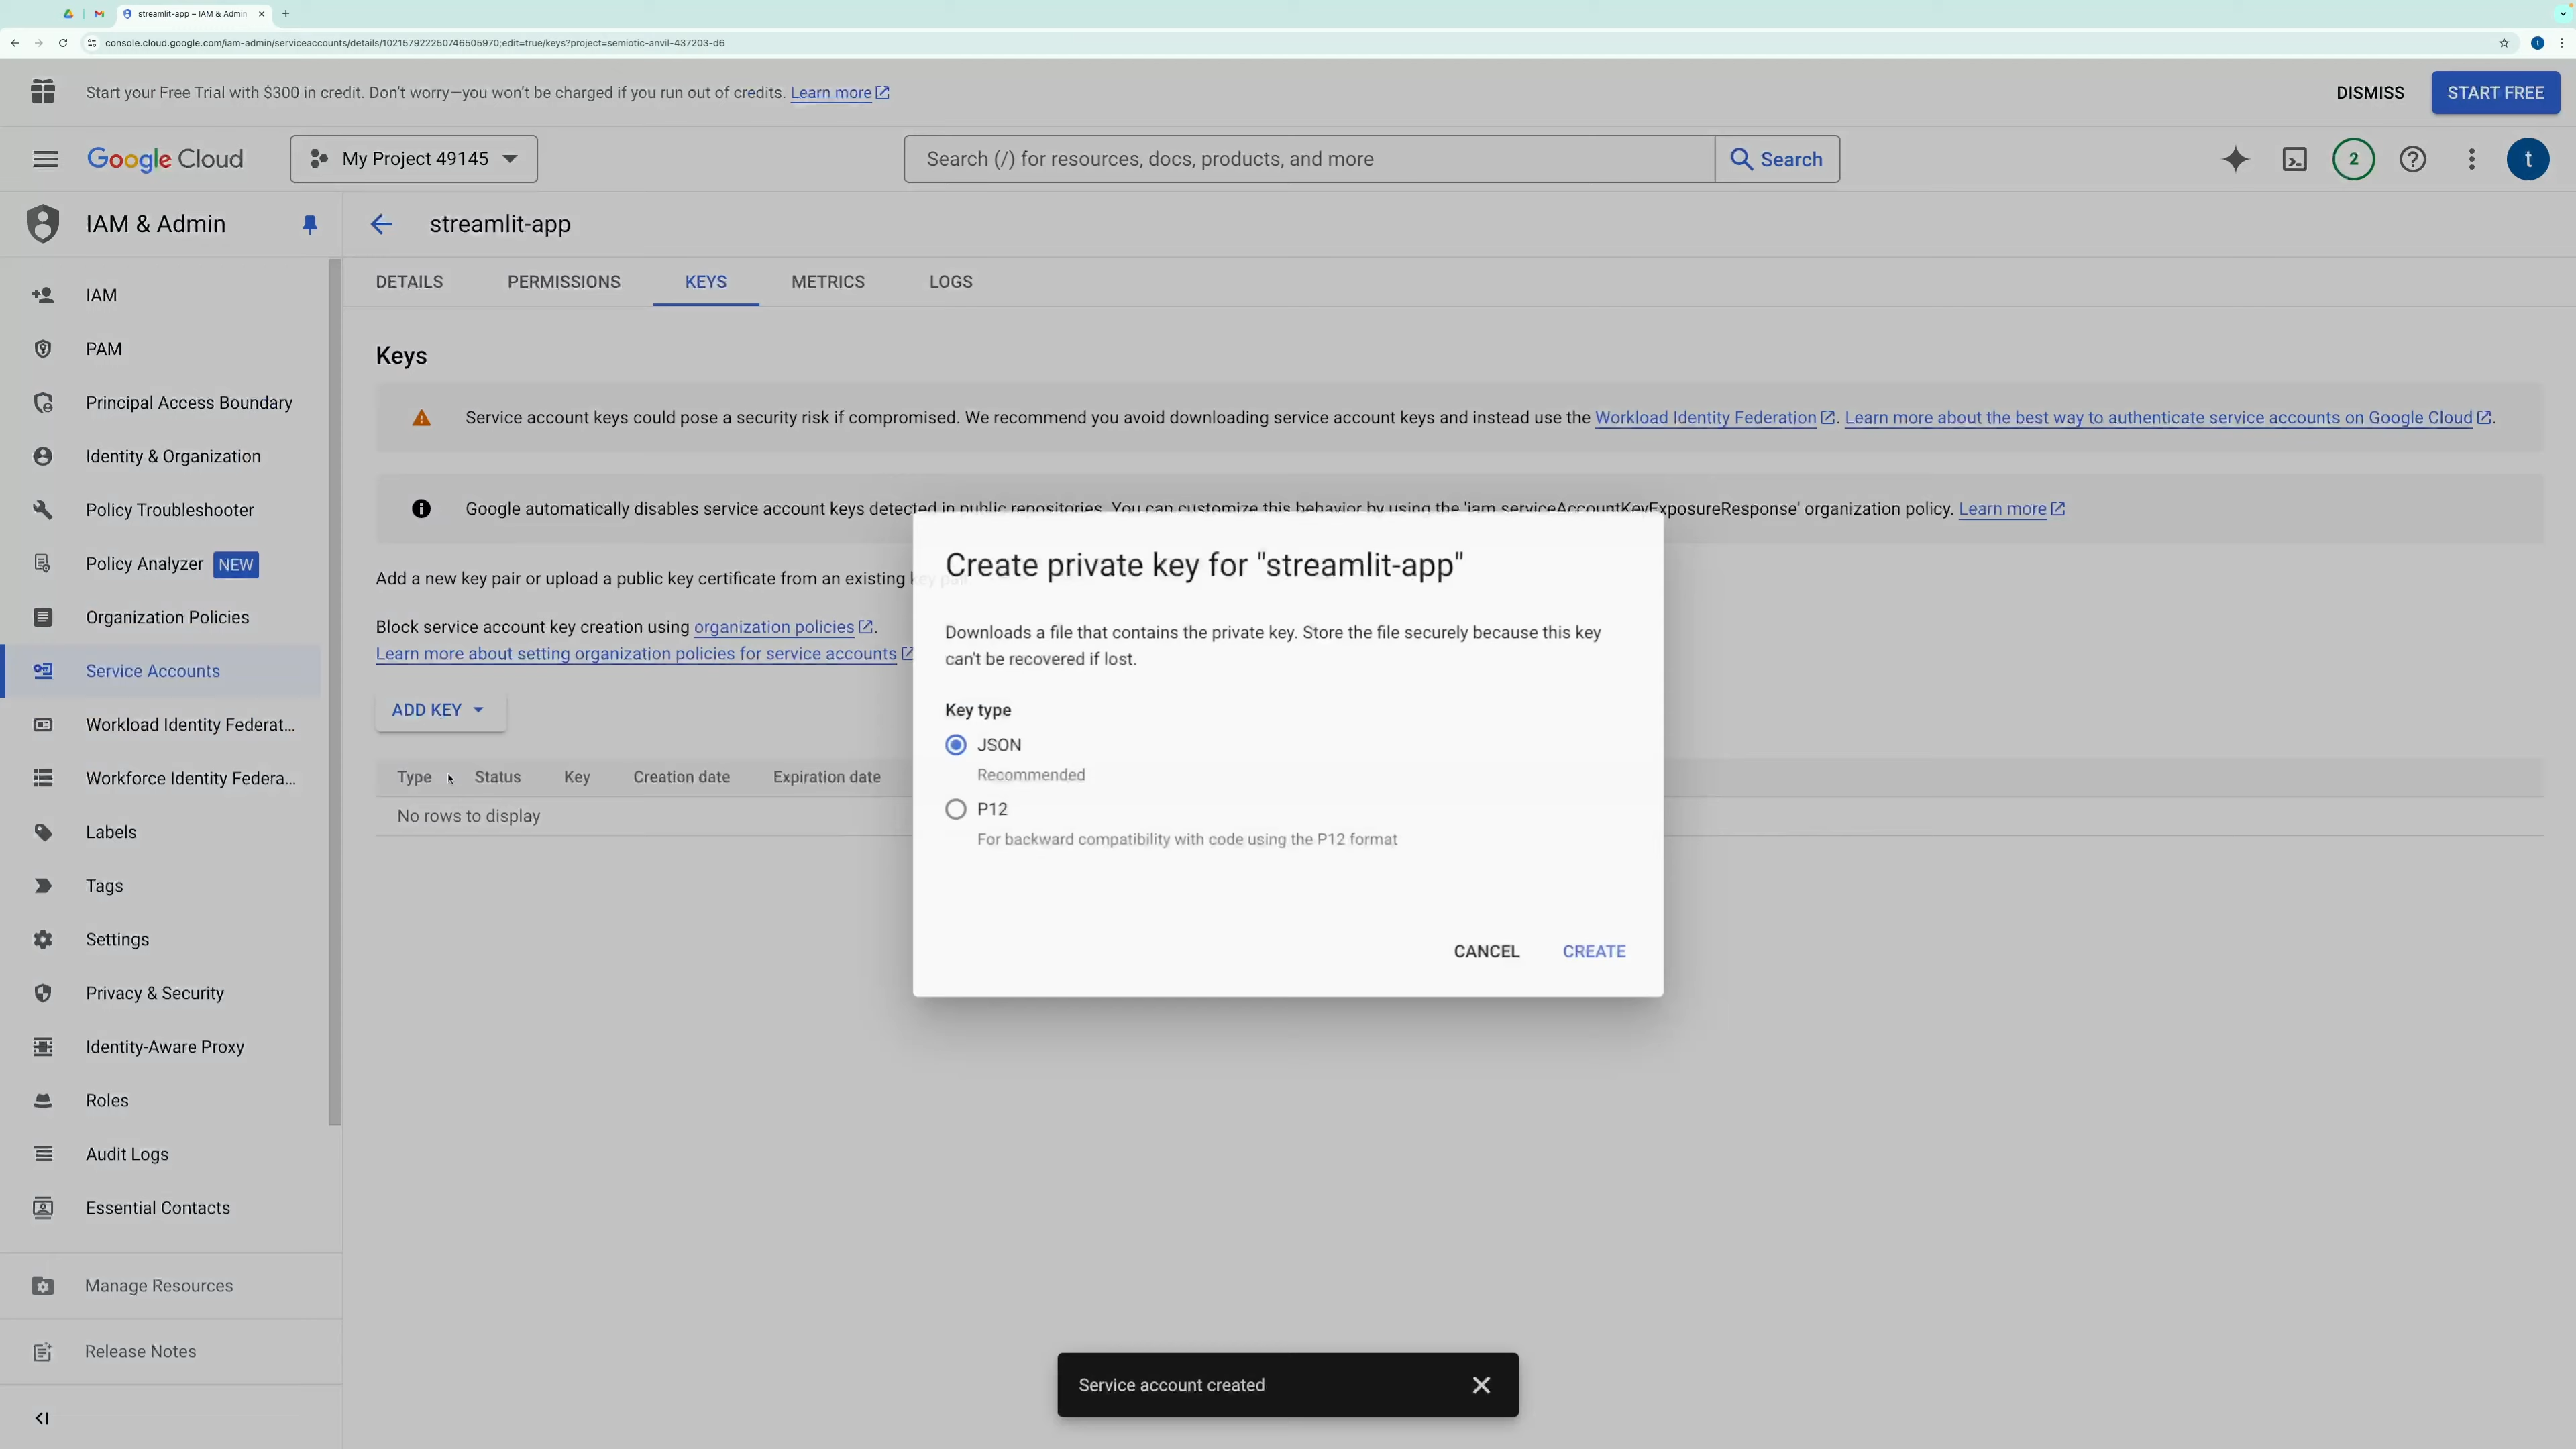 streamlit-app – IAM & Admin
console.cloud.google.com/iam-admin/serviceaccounts/details/102157922250746505970;edit=true/keys?project=semiotic-anvil-437203-d6
Start your Free Trial with $300 in credit. Don't worry—you won't be charged if you run out of credits. Learn more
DISMISS
START FREE
Google Cloud
My Project 49145
Search (/) for resources, docs, products, and more
Search
2
t
IAM & Admin
IAM
PAM
Principal Access Boundary
Identity & Organization
Policy Troubleshooter
Policy Analyzer NEW
Organization Policies
Service Accounts
Workload Identity Federat...
Workforce Identity Federa...
Labels
Tags
Settings
Privacy & Security
Identity-Aware Proxy
Roles
Audit Logs
Essential Contacts
Manage Resources
Release Notes
streamlit-app
DETAILS
PERMISSIONS
KEYS
METRICS
LOGS
Keys
Service account keys could pose a security risk if compromised. We recommend you avoid downloading service account keys and instead use the Workload Identity Federation. Learn more about the best way to authenticate service accounts on Google Cloud.
Google automatically disables service account keys detected in public repositories. You can customize this behavior by using the 'iam.serviceAccountKeyExposureResponse' organization policy. Learn more
Add a new key pair or upload a public key certificate from an existing key pair
Block service account key creation using organization policies.
Learn more about setting organization policies for service accounts
ADD KEY
Type Status Key Creation date Expiration date
No rows to display
Create private key for "streamlit-app"
Downloads a file that contains the private key. Store the file securely because this key
can't be recovered if lost.
Key type
JSON
Recommended
P12
For backward compatibility with code using the P12 format
CANCEL
CREATE
Service account created